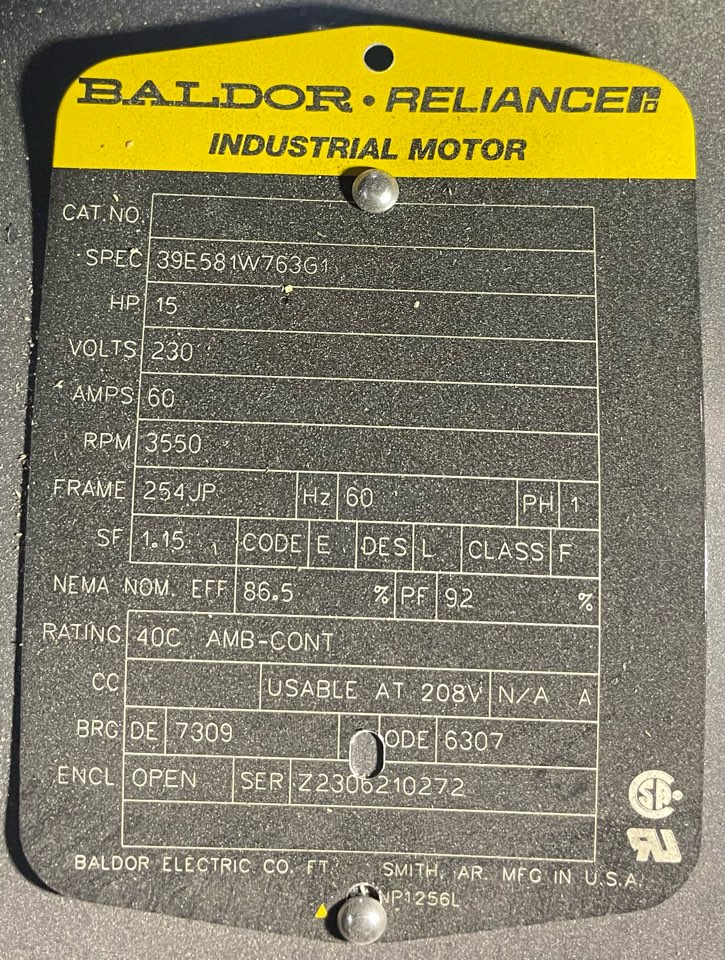 BALDOR • RELIANCE
INDUSTRIAL MOTOR
CAT.NO.
SPEC 39E581W763G1
HP 15
VOLTS 230
AMPS 60
RPM 3550
FRAME 254JP Hz 60 PH 1
SF 1.15 CODE E DES L CLASS F
NEMA NOM. EFF 86.5 % PF 92 %
RATING 40C AMB-CONT
CC USABLE AT 208V N/A A
BRG DE 7309 ODE 6307
ENCL OPEN SER Z2306210272
BALDOR ELECTRIC CO. FT. SMITH, AR. MFG IN U.S.A.
NP1256L